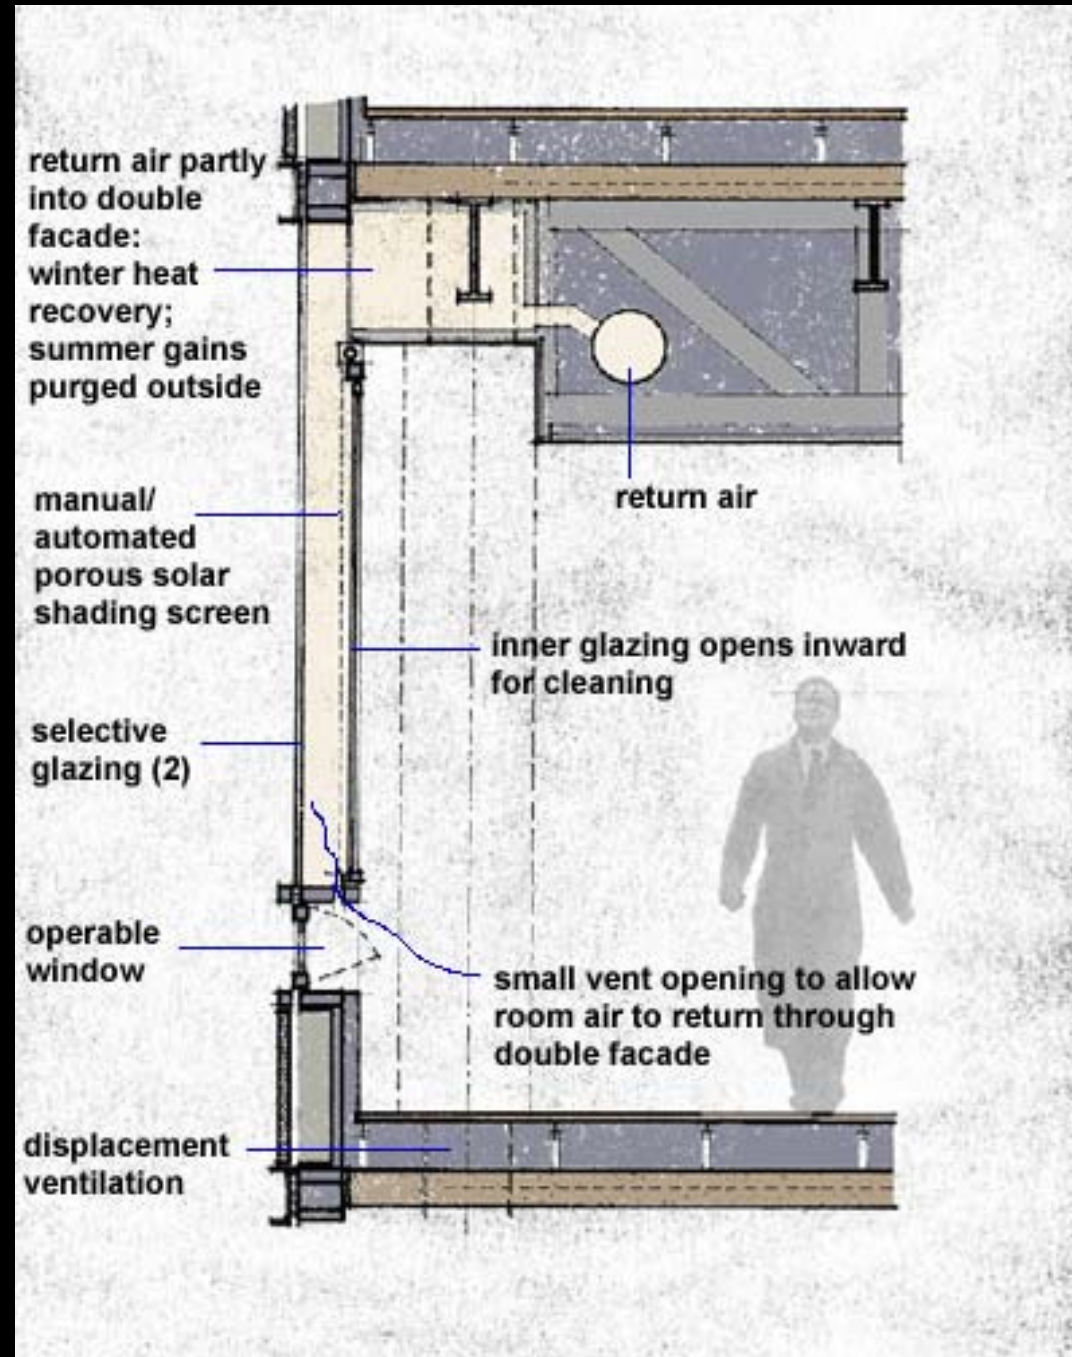 return air partly
into double
facade:
winter heat
recovery;
summer gains
purged outside
return air
manual/
automated
porous solar
shading screen
inner glazing opens inward
for cleaning
selective
glazing (2)
operable
window
small vent opening to allow
room air to return through
double facade
displacement
ventilation